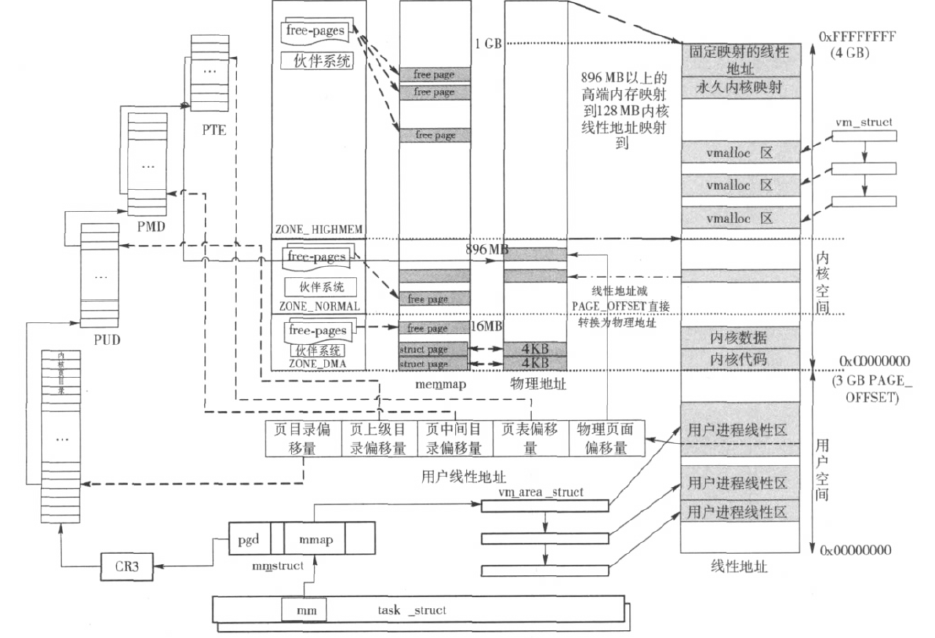 free-pages
伙伴系统
ZONE_HIGHMEM
free page
free page
free page
1 GB
896 MB以上的
高端内存映射
到128 MB内核
线性地址映射
到
0xFFFFFFFF
(4 GB)
固定映射的线性
地址
永久内核映射
vm_struct
vmalloc 区
vmalloc 区
vmalloc 区
...
PTE
...
PMD
...
PUD
896 MB
free-pages
伙伴系统
ZONE_NORMAL
free page
线性地址减
PAGE_OFFSET直接
转换为物理地址
内核空间
free-pages
伙伴系统
ZONE_DMA
16MB
free page
struct page
4KB
struct page
4KB
memmap
物理地址
内核数据
内核代码
0xC0000000
(3 GB PAGE_
OFFSET)
内核页目录
...
页目录偏
移量
页上级目
录偏移量
页中间目
录偏移量
页表偏移
量
物理页面
偏移量
用户线性地址
用户进程线性区
用户进程线性区
用户进程线性区
用户空间
vm_area_struct
pgd
mmap
mmstruct
CR3
0x00000000
线性地址
mm
task_struct